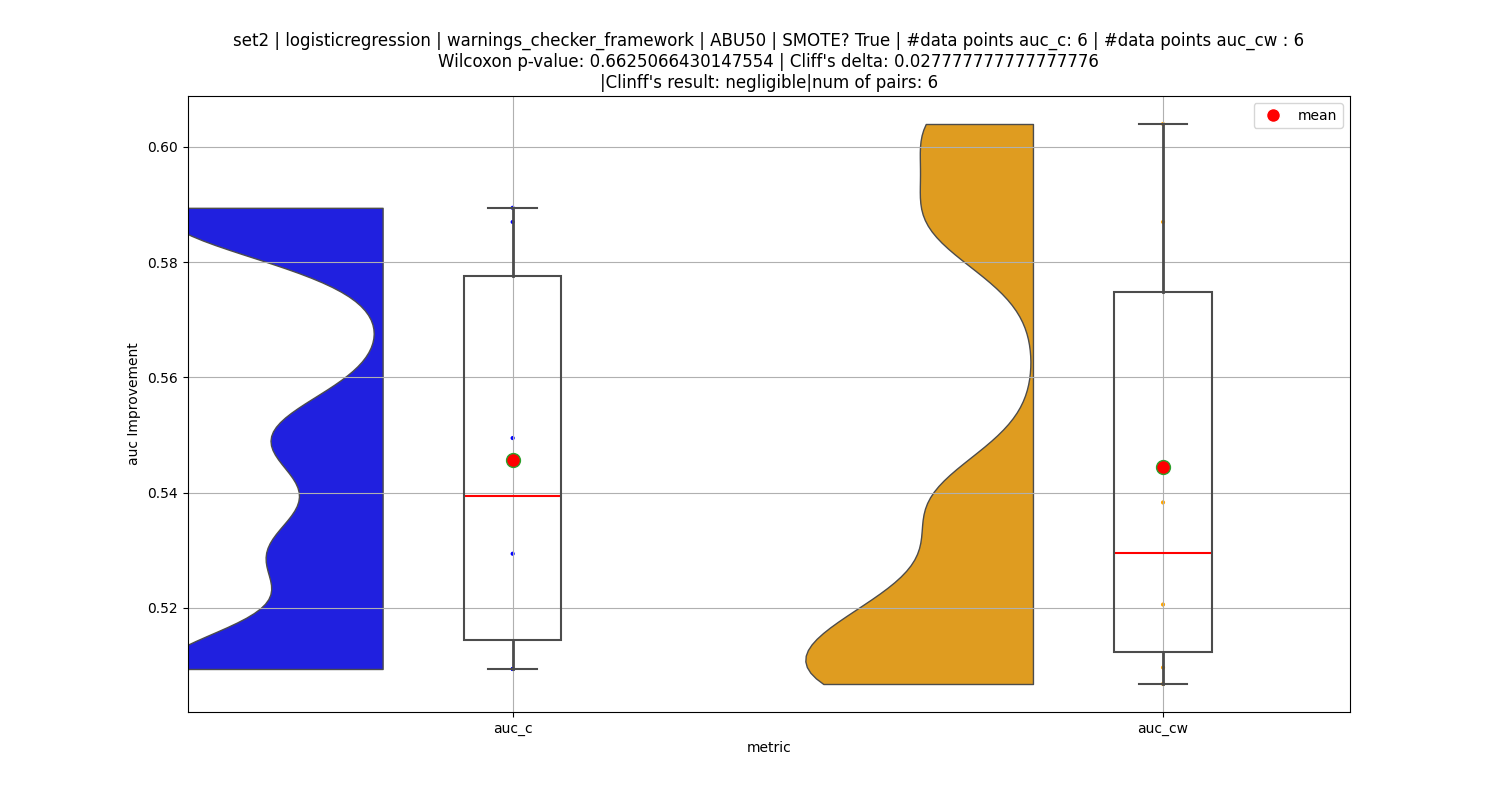 set2 | logisticregression | warnings_checker_framework | ABU50 | SMOTE? True | #data points auc_c: 6 | #data points auc_cw : 6
Wilcoxon p-value: 0.6625066430147554 | Cliff's delta: 0.027777777777777776
|Clinff's result: negligible|num of pairs: 6
mean
0.60
0.58
0.56
0.54
0.52
auc Improvement
auc_c
auc_cw
metric